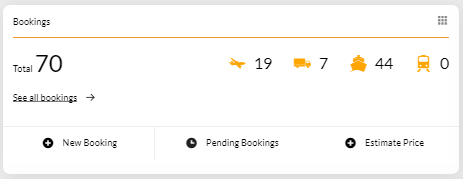 Bookings
Total 70 19 7 44 0
See all bookings
New Booking Pending Bookings Estimate Price